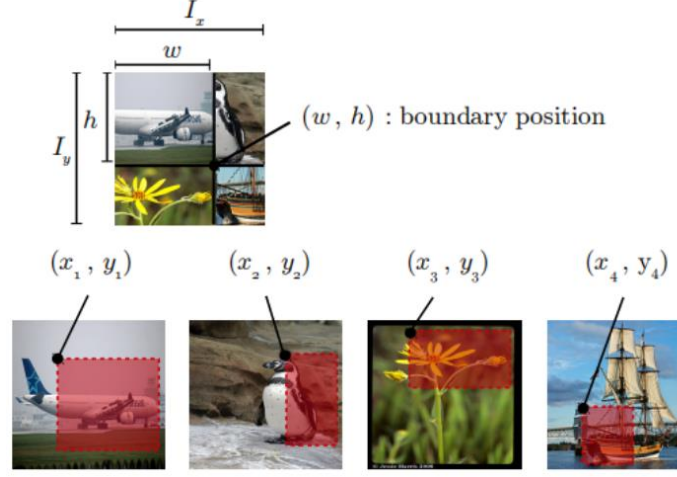 I_x
w
h
I_y
(w, h) : boundary position
(x_1, y_1)
(x_2, y_2)
(x_3, y_3)
(x_4, y_4)